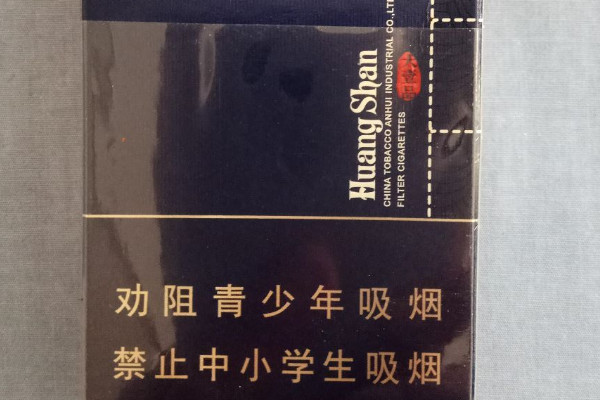 Huang Shan
CHINA TOBACCO ANHUI INDUSTRIAL CO.,LTD
FILTER CIGARETTES
劝阻青少年吸烟
禁止中小学生吸烟